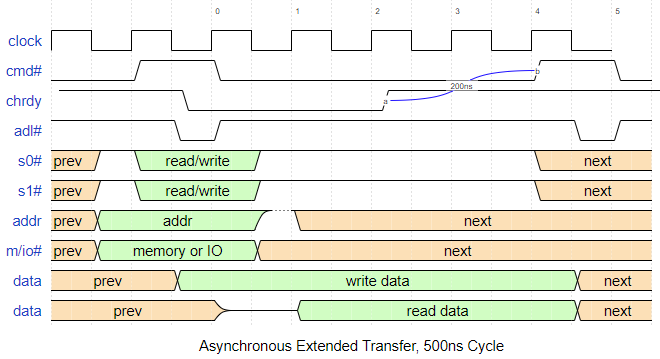 0 1 2 3 4 5
clock
cmd# b
200ns
chrdy a
adl#
s0# prev read/write next
s1# prev read/write next
addr prev addr next
m/io# prev memory or IO next
data prev write data next
data prev read data next
Asynchronous Extended Transfer, 500ns Cycle